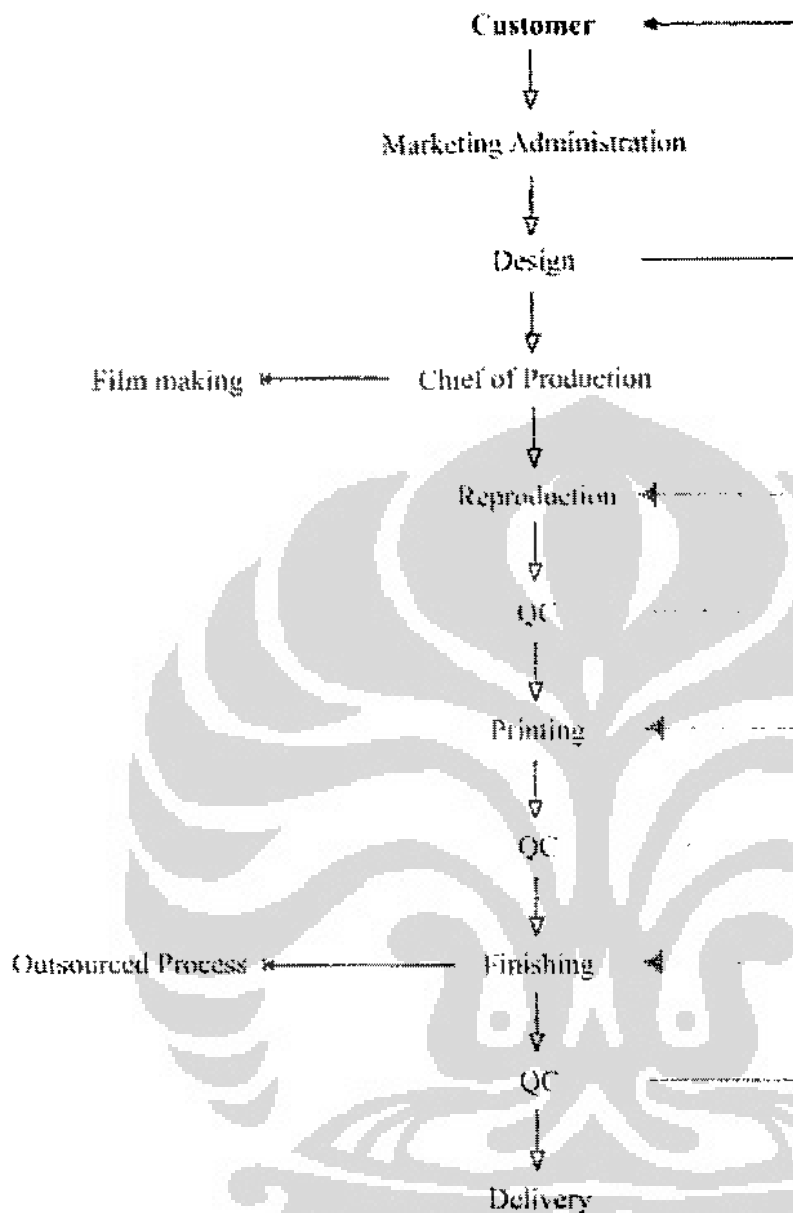 Customer
Marketing Administration
Design
Film making
Chief of Production
Reproduction
QC
Printing
QC
Outsourced Process
Finishing
QC
Delivery